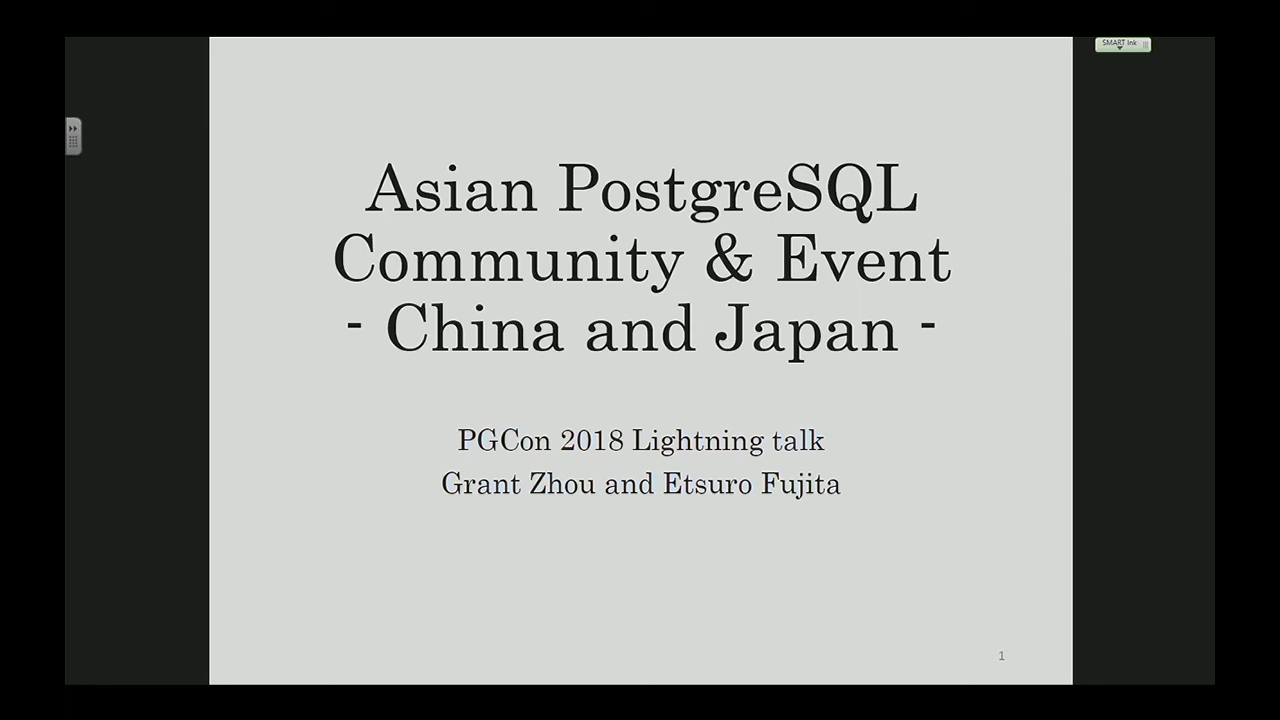 SMART Ink
Asian PostgreSQL
Community & Event
- China and Japan -
PGCon 2018 Lightning talk
Grant Zhou and Etsuro Fujita
1